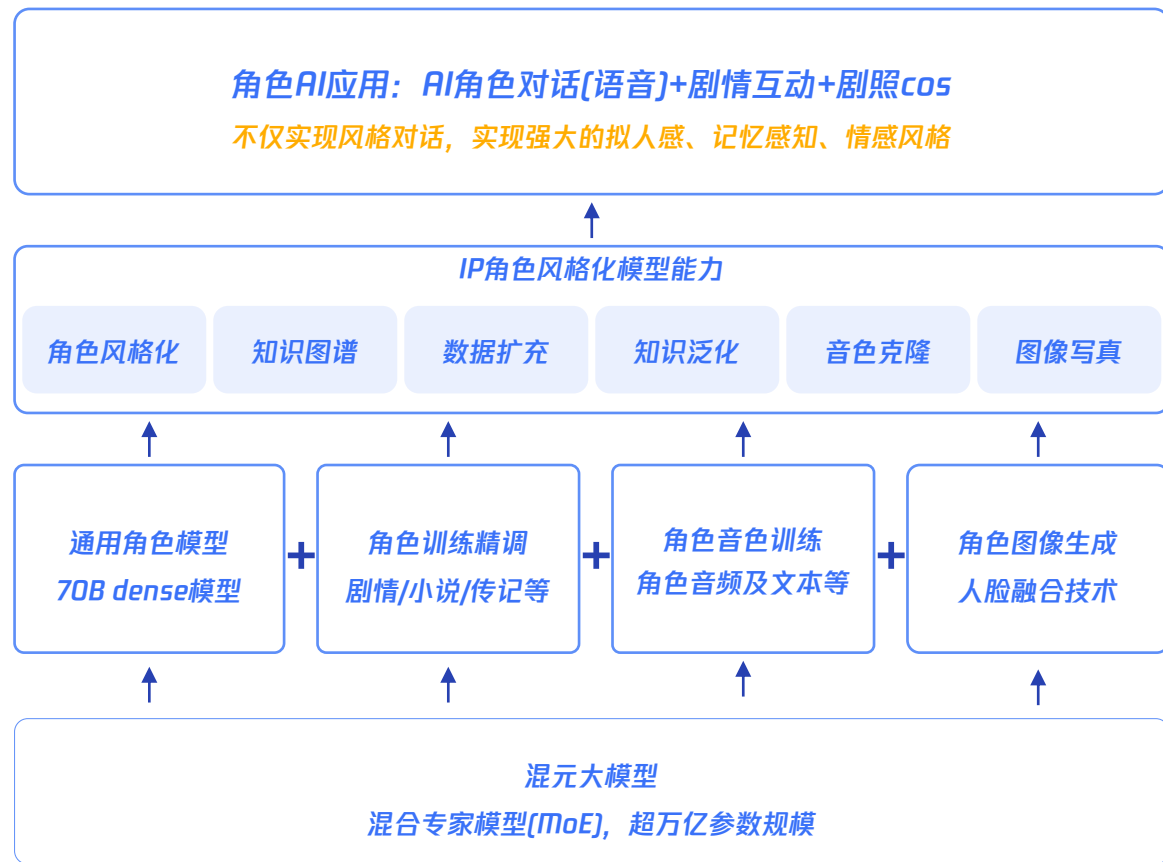 角色AI应用：AI角色对话(语音)+剧情互动+剧照cos
不仅实现风格对话，实现强大的拟人感、记忆感知、情感风格
IP角色风格化模型能力
角色风格化
知识图谱
数据扩充
知识泛化
音色克隆
图像写真
通用角色模型
70B dense模型
+
角色训练精调
剧情/小说/传记等
+
角色音色训练
角色音频及文本等
+
角色图像生成
人脸融合技术
混元大模型
混合专家模型(MoE)，超万亿参数规模